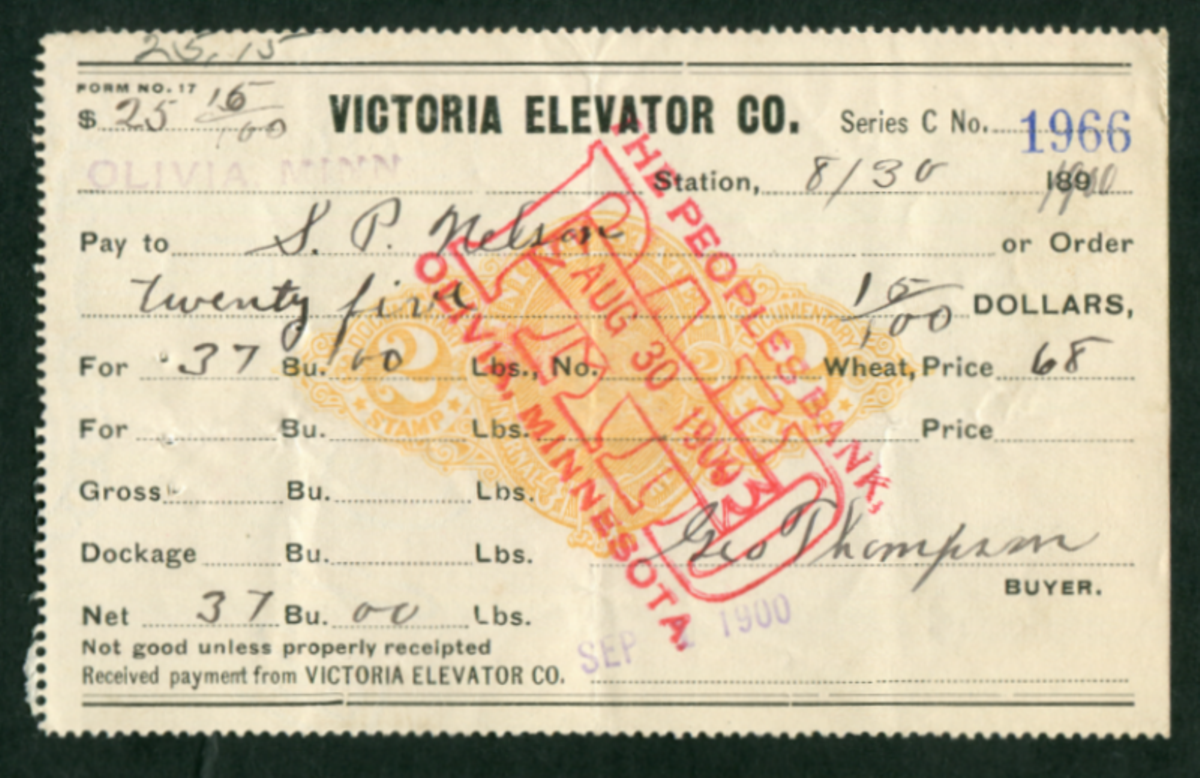 25,15
FORM NO. 17
$ 25 15/100 VICTORIA ELEVATOR CO. Series C No. 1966
OLIVIA, MINN Station, 8/30 1900
Pay to S. P. Nelson or Order
Twenty five 15/100 DOLLARS,
For 37 Bu. 00 Lbs., No. Wheat, Price 68
For Bu. Lbs. Price
Gross Bu. Lbs.
Dockage Bu. Lbs.
Geo Thompson
BUYER.
Net 37 Bu. 00 Lbs.
Not good unless properly receipted
Received payment from VICTORIA ELEVATOR CO.
THE PEOPLES BANK,
PAID
AUG 30 1900
OLIVIA, MINNESOTA.
SEP 1900
2 2
STAMP